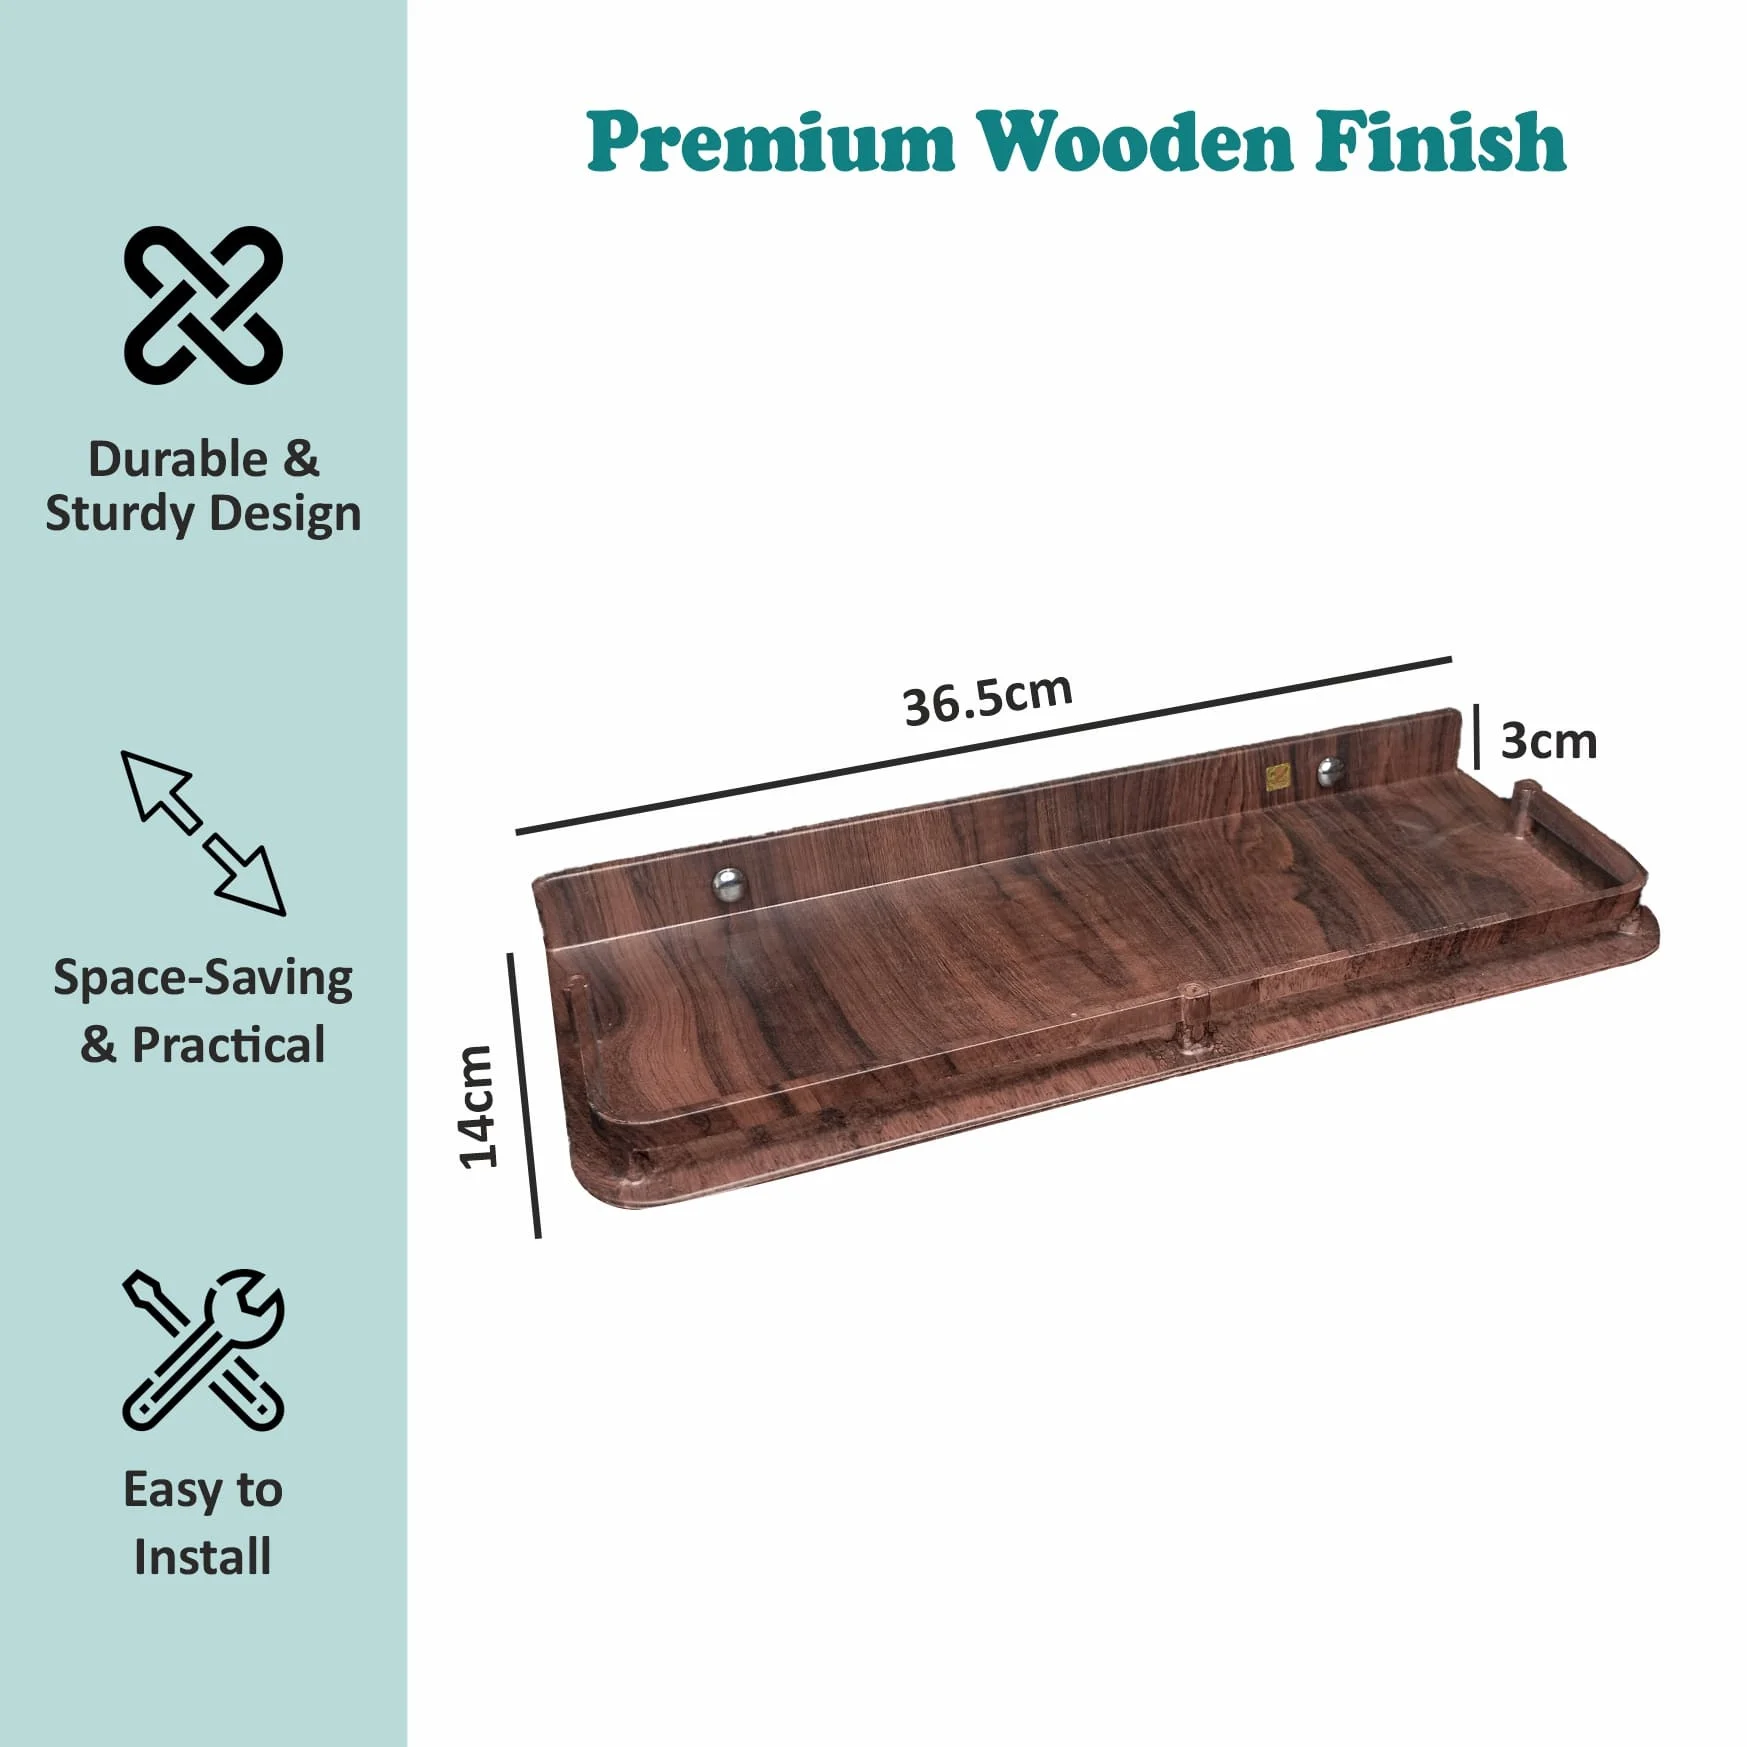 Premium Wooden Finish
Durable &
Sturdy Design
Space-Saving
& Practical
Easy to
Install
36.5cm
3cm
14cm